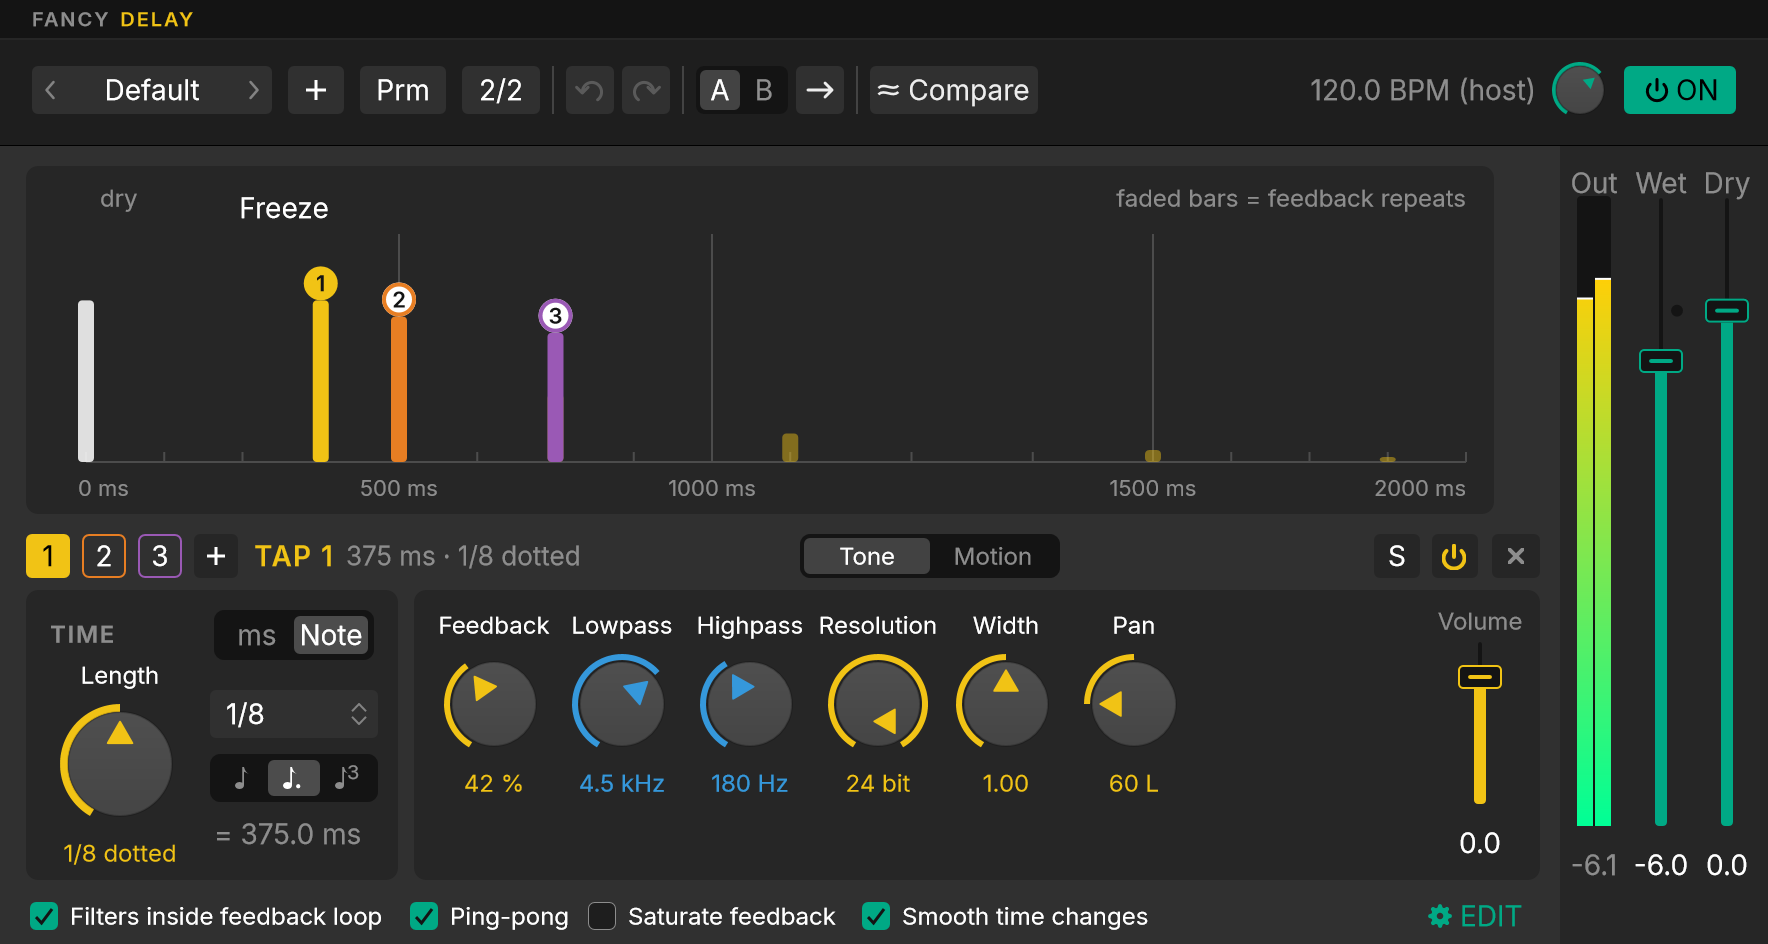 FANCY DELAY
Default
+
Prm
2/2
A B
→
≈ Compare
120.0 BPM (host)
ON
dry
Freeze
faded bars = feedback repeats
1
2
3
0 ms
500 ms
1000 ms
1500 ms
2000 ms
1
2
3
+
TAP 1
375 ms · 1/8 dotted
Tone
Motion
S
TIME
ms
Note
Length
1/8
3
= 375.0 ms
1/8 dotted
Feedback
Lowpass
Highpass
Resolution
Width
Pan
42 %
4.5 kHz
180 Hz
24 bit
1.00
60 L
Volume
0.0
Out
Wet
Dry
-6.1
-6.0
0.0
Filters inside feedback loop
Ping-pong
Saturate feedback
Smooth time changes
EDIT